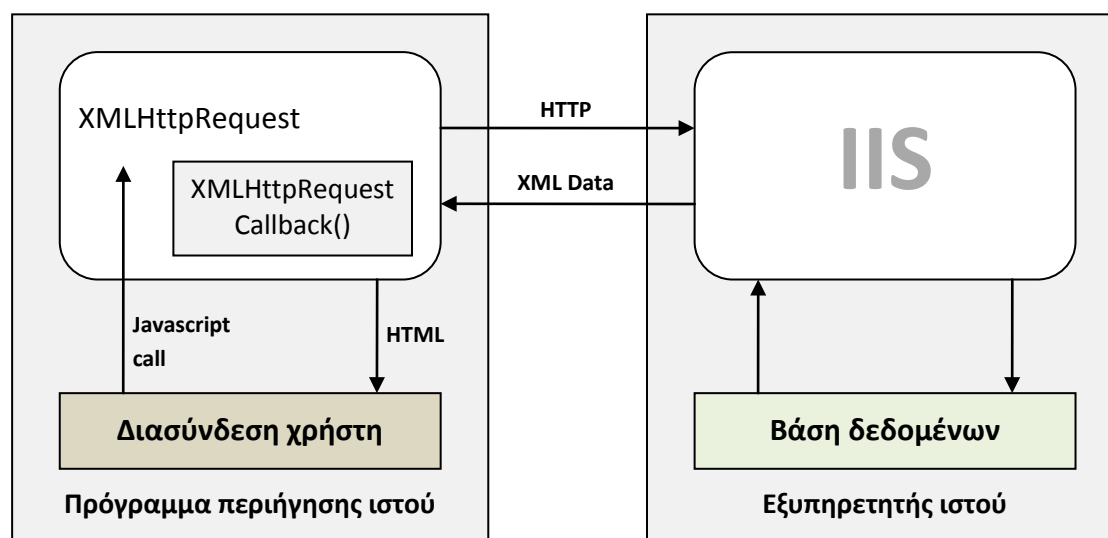 XMLHttpRequest
XMLHttpRequest
Callback()
Javascript
call
HTML
Διασύνδεση χρήστη
Πρόγραμμα περιήγησης ιστού
HTTP
XML Data
IIS
Βάση δεδομένων
Εξυπηρετητής ιστού